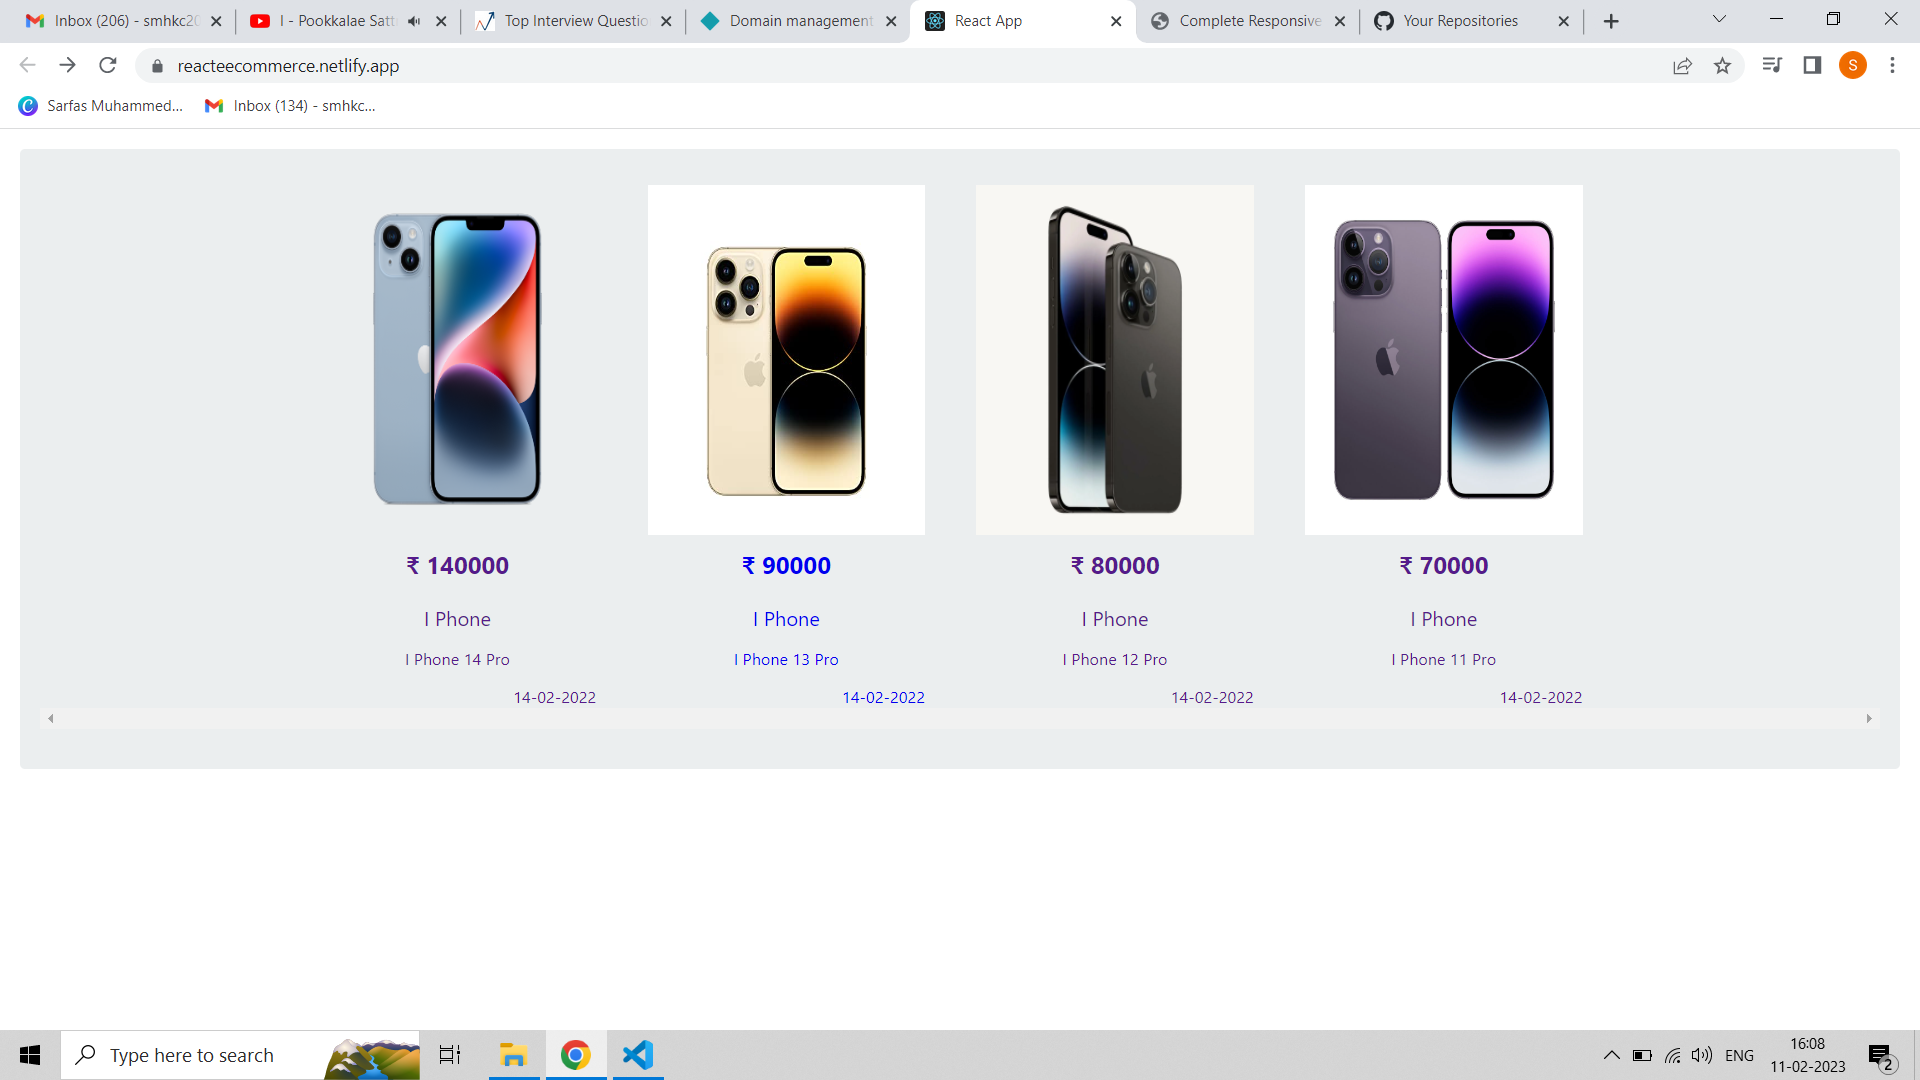 Inbox (206) - smhkc20
I - Pookkalae Satt
Top Interview Questio
Domain management
React App
Complete Responsive
Your Repositories
reacteecommerce.netlify.app
S
Sarfas Muhammed...
Inbox (134) - smhkc...
₹ 140000
₹ 90000
₹ 80000
₹ 70000
I Phone
I Phone
I Phone
I Phone
I Phone 14 Pro
I Phone 13 Pro
I Phone 12 Pro
I Phone 11 Pro
14-02-2022
14-02-2022
14-02-2022
14-02-2022
Type here to search
ENG
16:08
11-02-2023
2